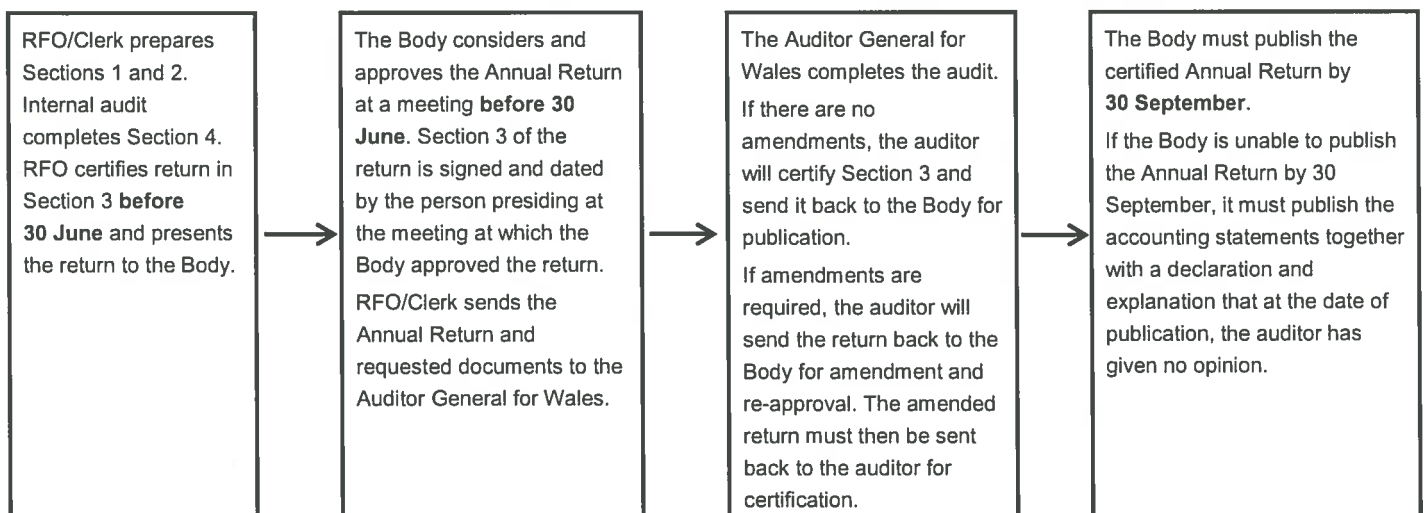 RFO/Clerk prepares
Sections 1 and 2.
Internal audit
completes Section 4.
RFO certifies return in
Section 3 before
30 June and presents
the return to the Body.
The Body considers and
approves the Annual Return
at a meeting before 30
June. Section 3 of the
return is signed and dated
by the person presiding at
the meeting at which the
Body approved the return.
RFO/Clerk sends the
Annual Return and
requested documents to the
Auditor General for Wales.
The Auditor General for
Wales completes the audit.
If there are no
amendments, the auditor
will certify Section 3 and
send it back to the Body for
publication.
If amendments are
required, the auditor will
send the return back to the
Body for amendment and
re-approval. The amended
return must then be sent
back to the auditor for
certification.
The Body must publish the
certified Annual Return by
30 September.
If the Body is unable to publish
the Annual Return by 30
September, it must publish the
accounting statements together
with a declaration and
explanation that at the date of
publication, the auditor has
given no opinion.